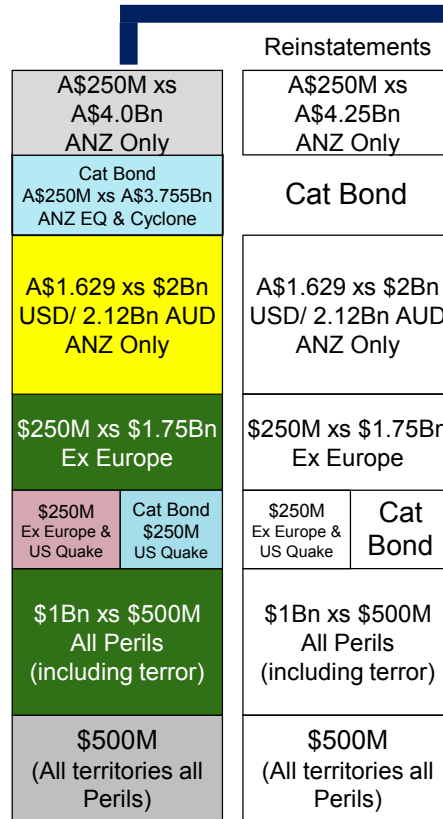 Reinstatements
A$250M xs
A$4.0Bn
ANZ Only
A$250M xs
A$4.25Bn
ANZ Only
Cat Bond
A$250M xs A$3.755Bn
ANZ EQ & Cyclone
Cat Bond
A$1.629 xs $2Bn
USD/ 2.12Bn AUD
ANZ Only
A$1.629 xs $2Bn
USD/ 2.12Bn AUD
ANZ Only
$250M xs $1.75Bn
Ex Europe
$250M xs $1.75Bn
Ex Europe
$250M
Ex Europe &
US Quake
Cat Bond
$250M
US Quake
$250M
Ex Europe &
US Quake
Cat
Bond
$1Bn xs $500M
All Perils
(including terror)
$1Bn xs $500M
All Perils
(including terror)
$500M
(All territories all
Perils)
$500M
(All territories all
Perils)